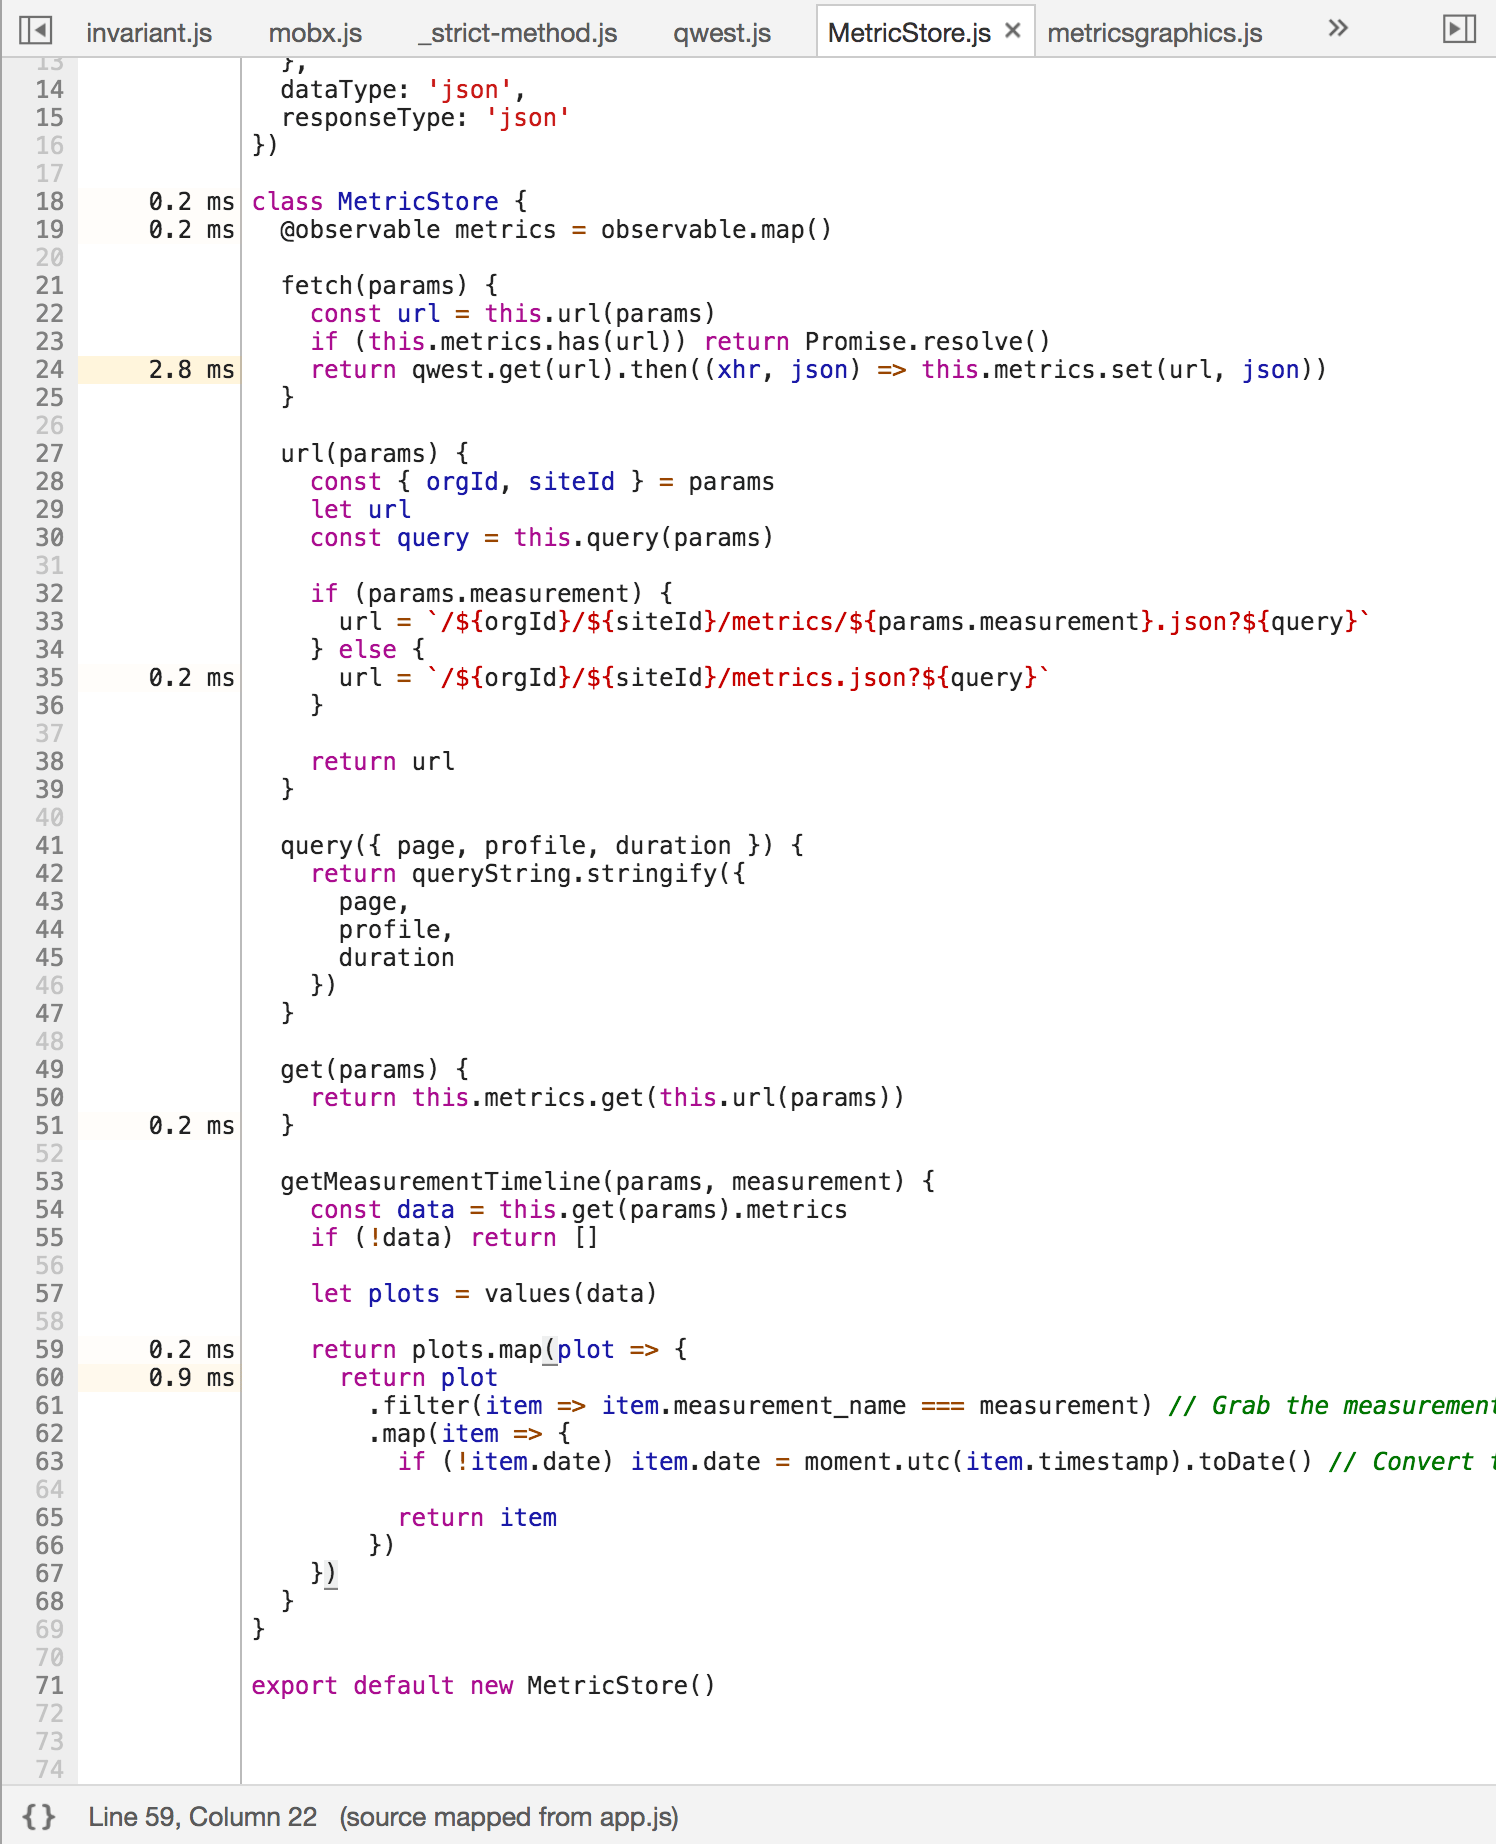 invariant.js mobx.js _strict-method.js qwest.js MetricStore.js × metricsgraphics.js »
13 },
14 dataType: 'json',
15 responseType: 'json'
16 })
17
18 0.2 ms class MetricStore {
19 0.2 ms @observable metrics = observable.map()
20
21 fetch(params) {
22 const url = this.url(params)
23 if (this.metrics.has(url)) return Promise.resolve()
24 2.8 ms return qwest.get(url).then((xhr, json) => this.metrics.set(url, json))
25 }
26
27 url(params) {
28 const { orgId, siteId } = params
29 let url
30 const query = this.query(params)
31
32 if (params.measurement) {
33 url = `/${orgId}/${siteId}/metrics/${params.measurement}.json?${query}`
34 } else {
35 0.2 ms url = `/${orgId}/${siteId}/metrics.json?${query}`
36 }
37
38 return url
39 }
40
41 query({ page, profile, duration }) {
42 return queryString.stringify({
43 page,
44 profile,
45 duration
46 })
47 }
48
49 get(params) {
50 return this.metrics.get(this.url(params))
51 0.2 ms }
52
53 getMeasurementTimeline(params, measurement) {
54 const data = this.get(params).metrics
55 if (!data) return []
56
57 let plots = values(data)
58
59 0.2 ms return plots.map(plot => {
60 0.9 ms return plot
61 .filter(item => item.measurement_name === measurement) // Grab the measurement
62 .map(item => {
63 if (!item.date) item.date = moment.utc(item.timestamp).toDate() // Convert
64
65 return item
66 })
67 })
68 }
69 }
70
71 export default new MetricStore()
72
73
74
{} Line 59, Column 22 (source mapped from app.js)